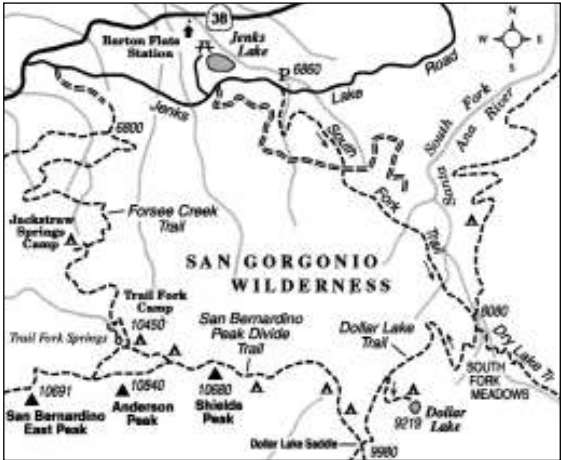 38
N
W
E
S
Barton Flats
Station
Jenks
Lake
6860
Jenks
Lake
Road
6800
South
Fork
Trail
South Fork
Santa
Ana River
Forsee Creek
Trail
Jackstraw
Springs
Camp
SAN GORGONIO
WILDERNESS
Trail Fork
Camp
10450
Trail Fork Springs
San Bernardino
Peak Divide
Trail
Dollar Lake
Trail
8080
Dry Lake Tr
SOUTH
FORK
MEADOWS
10691
San Bernardino
East Peak
10840
Anderson
Peak
10680
Shields
Peak
9219
Dollar
Lake
Dollar Lake Saddle
9980